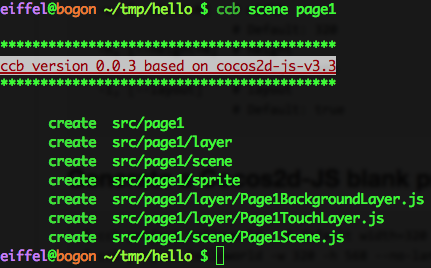 eiffel@bogon ~/tmp/hello $ ccb scene page1
****************************************
ccb version 0.0.3 based on cocos2d-js-v3.3
****************************************
create src/page1
create src/page1/layer
create src/page1/scene
create src/page1/sprite
create src/page1/layer/Page1BackgroundLayer.js
create src/page1/layer/Page1TouchLayer.js
create src/page1/scene/Page1Scene.js
eiffel@bogon ~/tmp/hello $